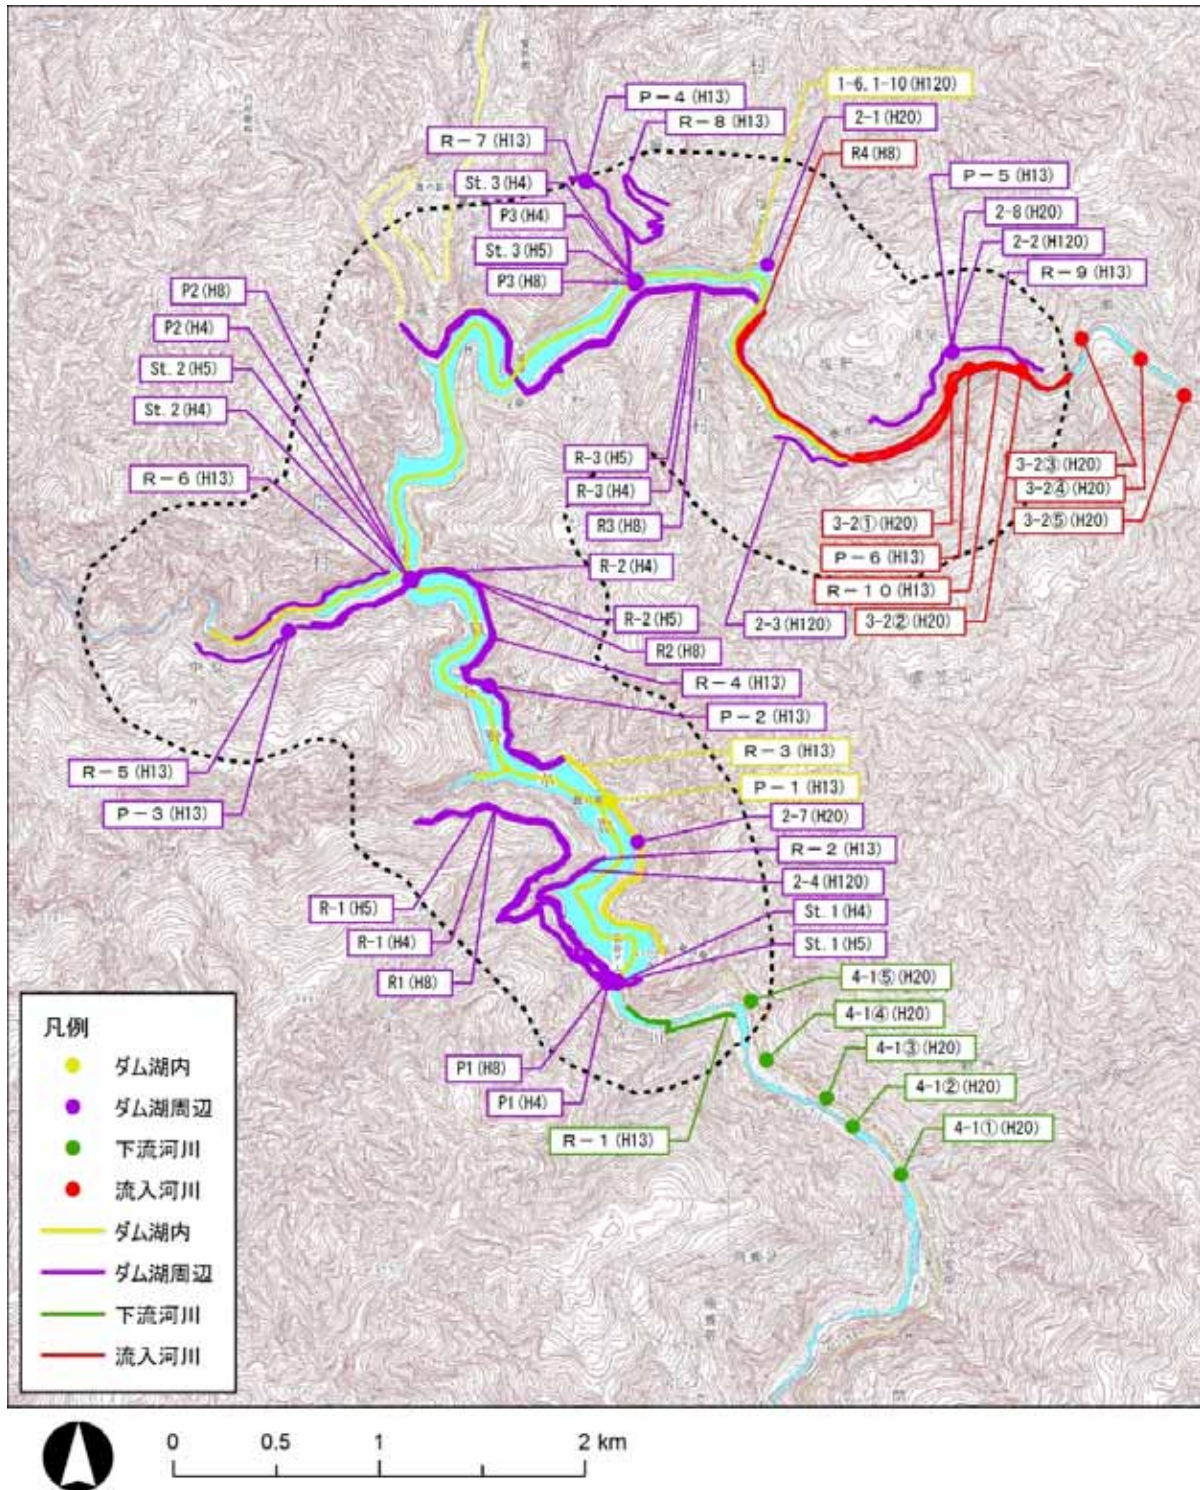 P－4 (H13)
R－8 (H13)
R－7 (H13)
St. 3 (H4)
P3 (H4)
St. 3 (H5)
P3 (H8)
1-6, 1-10 (H120)
2-1 (H20)
R4 (H8)
P－5 (H13)
2-8 (H20)
2-2 (H120)
R－9 (H13)
P2 (H8)
P2 (H4)
St. 2 (H5)
St. 2 (H4)
R－6 (H13)
R-3 (H5)
R-3 (H4)
R3 (H8)
3-2③ (H20)
3-2④ (H20)
3-2⑤ (H20)
3-2① (H20)
P－6 (H13)
R－10 (H13)
3-2② (H20)
2-3 (H120)
R-2 (H4)
R-2 (H5)
R2 (H8)
R－4 (H13)
P－2 (H13)
R－3 (H13)
P－1 (H13)
2-7 (H20)
R－2 (H13)
2-4 (H120)
St. 1 (H4)
St. 1 (H5)
R－5 (H13)
P－3 (H13)
R-1 (H5)
R-1 (H4)
R1 (H8)
P1 (H8)
P1 (H4)
R－1 (H13)
4-1⑤ (H20)
4-1④ (H20)
4-1③ (H20)
4-1② (H20)
4-1① (H20)
凡例
ダム湖内
ダム湖周辺
下流河川
流入河川
ダム湖内
ダム湖周辺
下流河川
流入河川
0 0.5 1 2 km